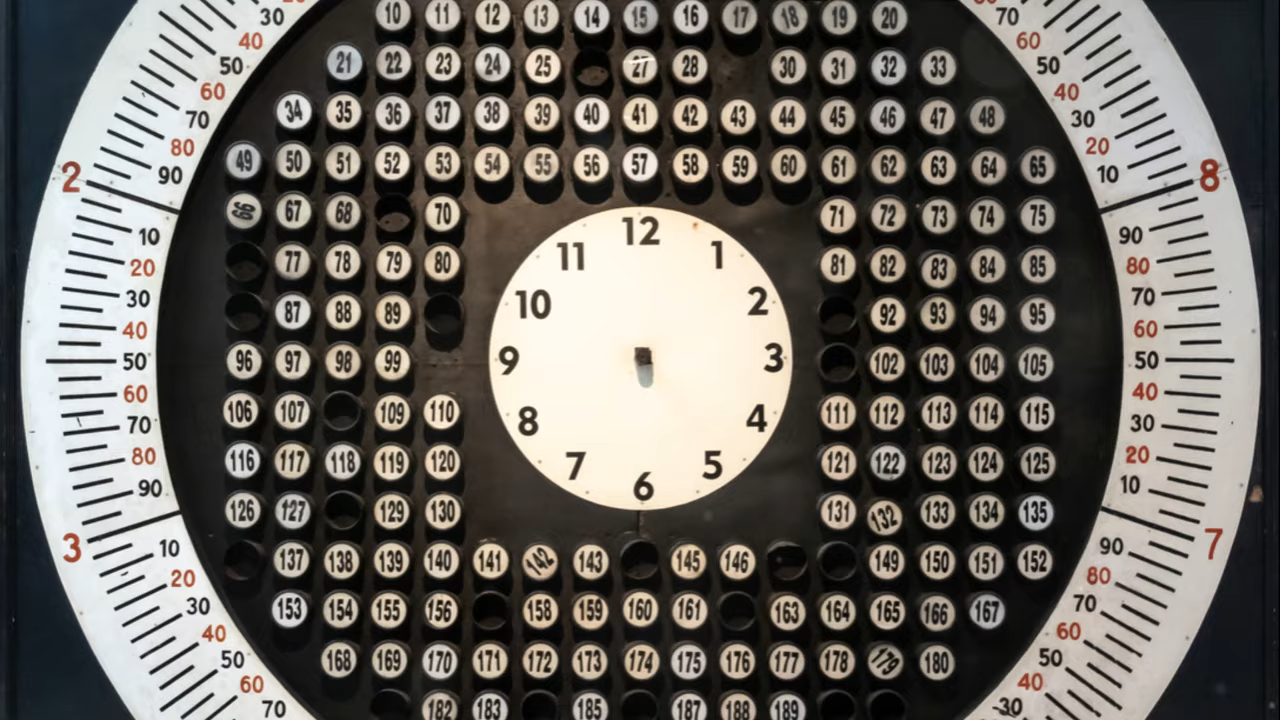 30 10 11 12 13 14 15 16 17 18 19 20 70
40 21 22 23 24 25 27 28 30 31 32 33 60
50 50
60 34 35 36 37 38 39 40 41 42 43 44 45 46 47 48 40
70 30
80 49 50 51 52 53 54 55 56 57 58 59 60 61 62 63 64 65 20
2 90 10 8
66 67 68 70 12 71 72 73 74 75
10 11 1 90
20 77 78 79 80 81 82 83 84 85 80
30 87 88 89 10 2 92 93 94 95 70
40 60
50 96 97 98 99 9 3 102 103 104 105 50
60 40
70 106 107 109 110 8 4 111 112 113 114 115 30
80 116 117 118 119 120 7 5 121 122 123 124 125 20
90 6 10
126 127 129 130 131 132 133 134 135
3 10 137 138 139 140 141 142 143 145 146 149 150 151 152 90 7
20 80
30 153 154 155 156 158 159 160 161 163 164 165 166 167 70
40 60
50 168 169 170 171 172 173 174 175 176 177 178 179 180 50
60 40
70 182 183 185 187 188 189 30